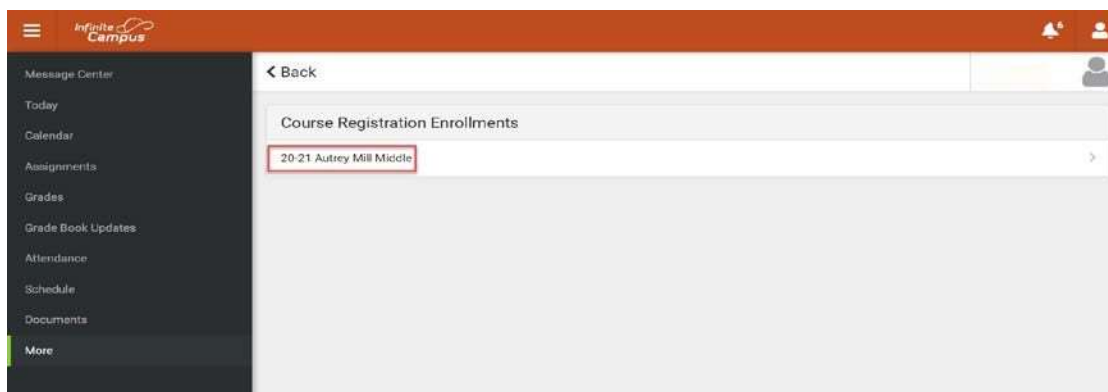 Infinite
Campus
6
Message Center
Today
Calendar
Assignments
Grades
Grade Book Updates
Attendance
Schedule
Documents
More
Back
Course Registration Enrollments
20-21 Autrey Mill Middle